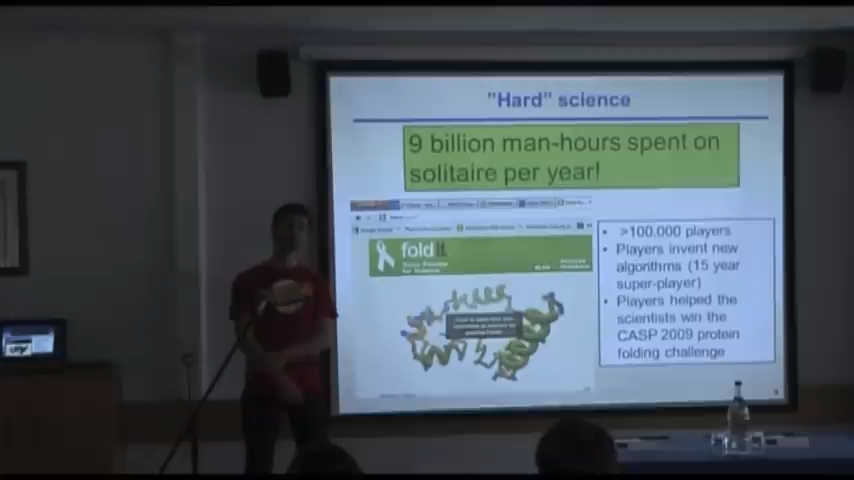 "Hard" science
9 billion man-hours spent on
solitaire per year!
foldit
• >100.000 players
• Players invent new
algorithms (15 year
super-player)
• Players helped the
scientists win the
CASP 2009 protein
folding challenge